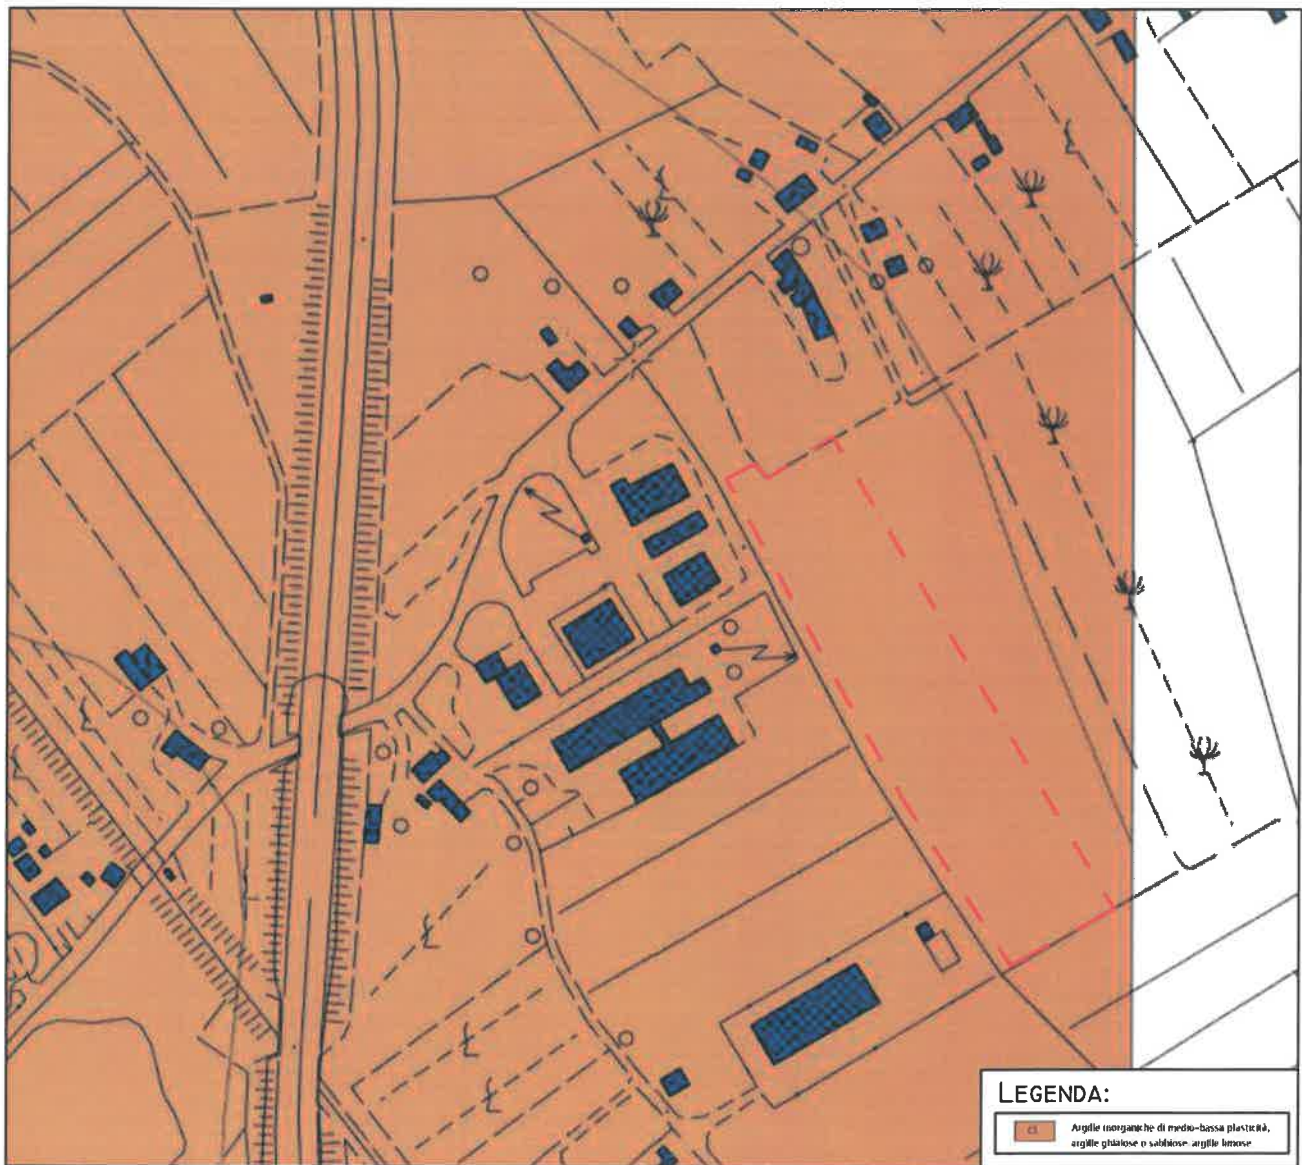 LEGENDA:
CL Argille inorganiche di medio-bassa plasticità,
argille ghiaiose o sabbiose, argille limose